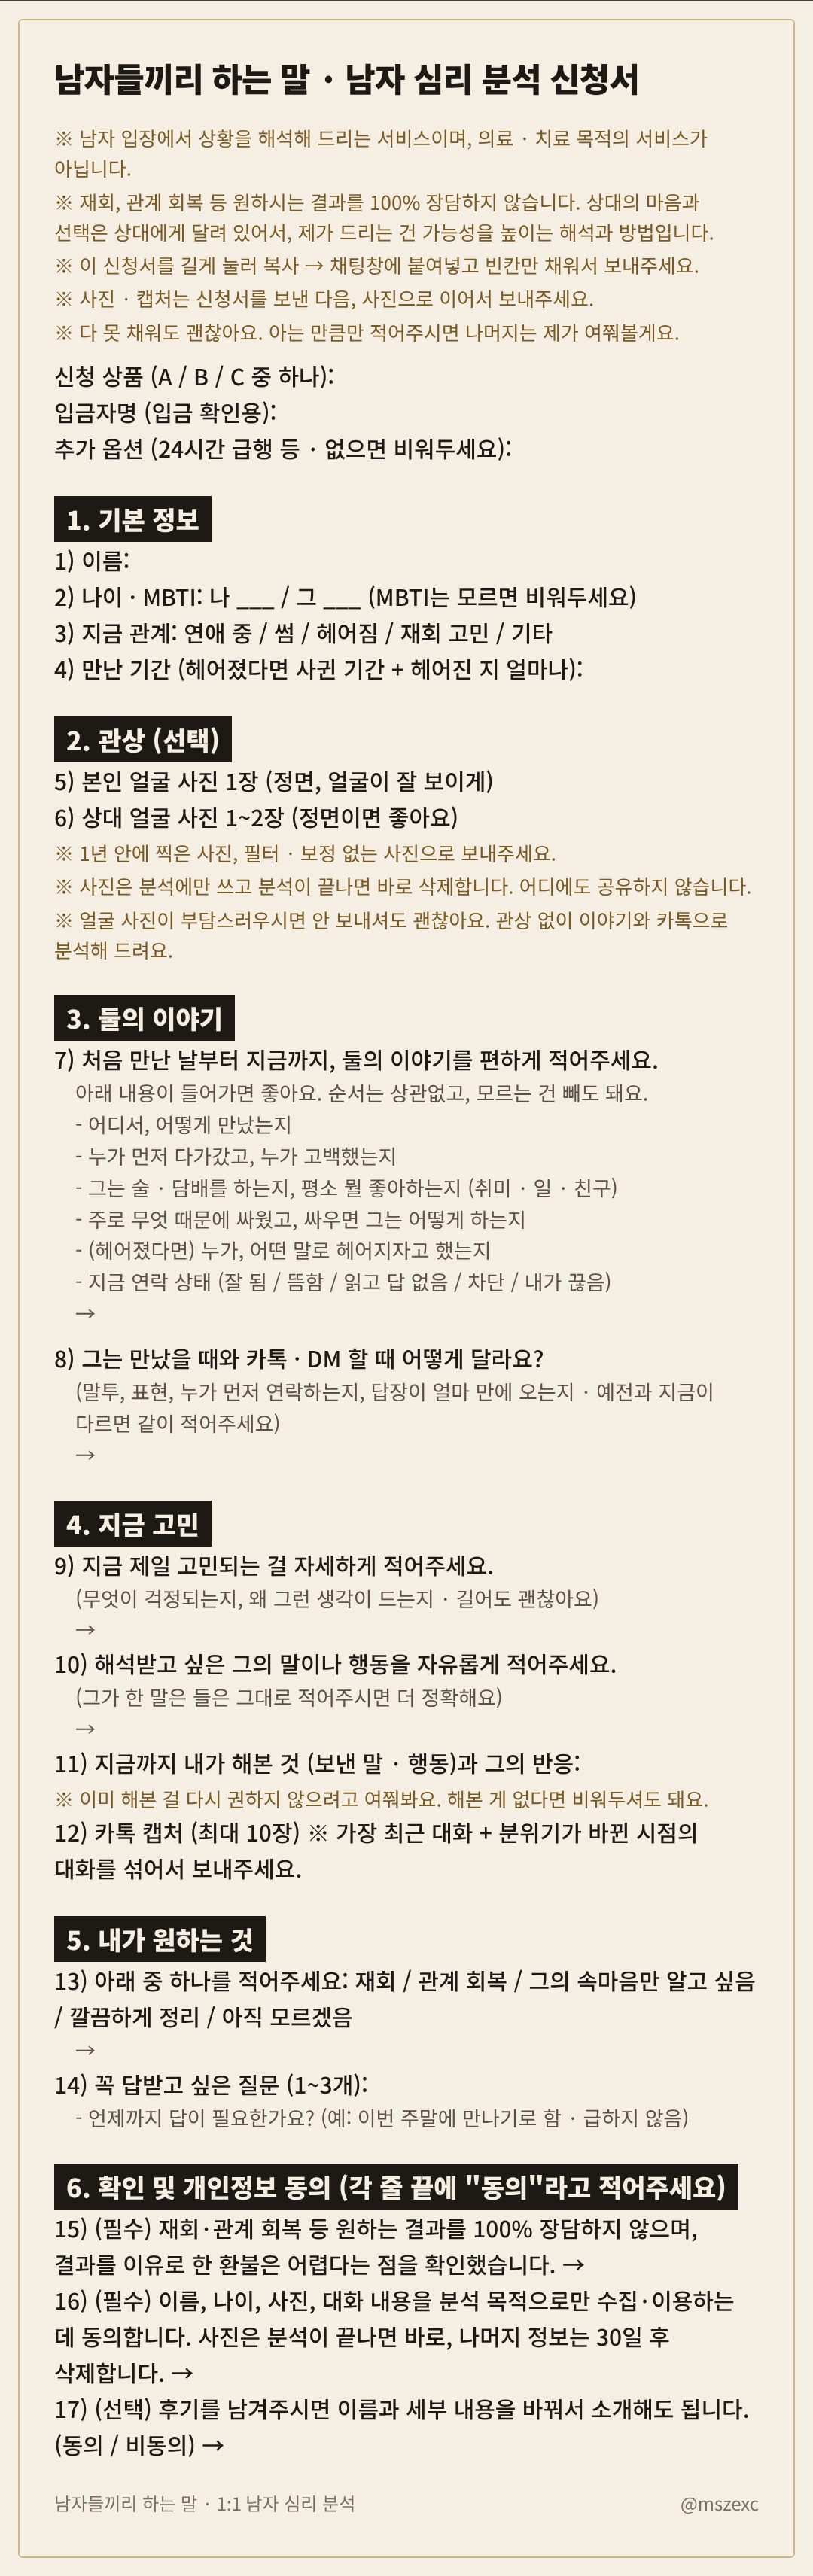 남자들끼리 하는 말 · 남자 심리 분석 신청서
※ 남자 입장에서 상황을 해석해 드리는 서비스이며, 의료 · 치료 목적의 서비스가
아닙니다.
※ 재회, 관계 회복 등 원하시는 결과를 100% 장담하지 않습니다. 상대의 마음과
선택은 상대에게 달려 있어서, 제가 드리는 건 가능성을 높이는 해석과 방법입니다.
※ 이 신청서를 길게 눌러 복사 → 채팅창에 붙여넣고 빈칸만 채워서 보내주세요.
※ 사진 · 캡처는 신청서를 보낸 다음, 사진으로 이어서 보내주세요.
※ 다 못 채워도 괜찮아요. 아는 만큼만 적어주시면 나머지는 제가 여쭤볼게요.
신청 상품 (A / B / C 중 하나):
입금자명 (입금 확인용):
추가 옵션 (24시간 급행 등 · 없으면 비워두세요):
1. 기본 정보
1) 이름:
2) 나이 · MBTI: 나 ___ / 그 ___ (MBTI는 모르면 비워두세요)
3) 지금 관계: 연애 중 / 썸 / 헤어짐 / 재회 고민 / 기타
4) 만난 기간 (헤어졌다면 사귄 기간 + 헤어진 지 얼마나):
2. 관상 (선택)
5) 본인 얼굴 사진 1장 (정면, 얼굴이 잘 보이게)
6) 상대 얼굴 사진 1~2장 (정면이면 좋아요)
※ 1년 안에 찍은 사진, 필터 · 보정 없는 사진으로 보내주세요.
※ 사진은 분석에만 쓰고 분석이 끝나면 바로 삭제합니다. 어디에도 공유하지 않습니다.
※ 얼굴 사진이 부담스러우시면 안 보내셔도 괜찮아요. 관상 없이 이야기와 카톡으로
분석해 드려요.
3. 둘의 이야기
7) 처음 만난 날부터 지금까지, 둘의 이야기를 편하게 적어주세요.
아래 내용이 들어가면 좋아요. 순서는 상관없고, 모르는 건 빼도 돼요.
- 어디서, 어떻게 만났는지
- 누가 먼저 다가갔고, 누가 고백했는지
- 그는 술 · 담배를 하는지, 평소 뭘 좋아하는지 (취미 · 일 · 친구)
- 주로 무엇 때문에 싸웠고, 싸우면 그는 어떻게 하는지
- (헤어졌다면) 누가, 어떤 말로 헤어지자고 했는지
- 지금 연락 상태 (잘 됨 / 뜸함 / 읽고 답 없음 / 차단 / 내가 끊음)
→
8) 그는 만났을 때와 카톡 · DM 할 때 어떻게 달라요?
(말투, 표현, 누가 먼저 연락하는지, 답장이 얼마 만에 오는지 · 예전과 지금이
다르면 같이 적어주세요)
→
4. 지금 고민
9) 지금 제일 고민되는 걸 자세하게 적어주세요.
(무엇이 걱정되는지, 왜 그런 생각이 드는지 · 길어도 괜찮아요)
→
10) 해석받고 싶은 그의 말이나 행동을 자유롭게 적어주세요.
(그가 한 말은 들은 그대로 적어주시면 더 정확해요)
→
11) 지금까지 내가 해본 것 (보낸 말 · 행동)과 그의 반응:
※ 이미 해본 걸 다시 권하지 않으려고 여쭤봐요. 해본 게 없다면 비워두셔도 돼요.
12) 카톡 캡처 (최대 10장) ※ 가장 최근 대화 + 분위기가 바뀐 시점의
대화를 섞어서 보내주세요.
5. 내가 원하는 것
13) 아래 중 하나를 적어주세요: 재회 / 관계 회복 / 그의 속마음만 알고 싶음
/ 깔끔하게 정리 / 아직 모르겠음
→
14) 꼭 답받고 싶은 질문 (1~3개):
- 언제까지 답이 필요한가요? (예: 이번 주말에 만나기로 함 · 급하지 않음)
6. 확인 및 개인정보 동의 (각 줄 끝에 "동의"라고 적어주세요)
15) (필수) 재회·관계 회복 등 원하는 결과를 100% 장담하지 않으며,
결과를 이유로 한 환불은 어렵다는 점을 확인했습니다. →
16) (필수) 이름, 나이, 사진, 대화 내용을 분석 목적으로만 수집·이용하는
데 동의합니다. 사진은 분석이 끝나면 바로, 나머지 정보는 30일 후
삭제합니다. →
17) (선택) 후기를 남겨주시면 이름과 세부 내용을 바꿔서 소개해도 됩니다.
(동의 / 비동의) →
남자들끼리 하는 말 · 1:1 남자 심리 분석
@mszexc